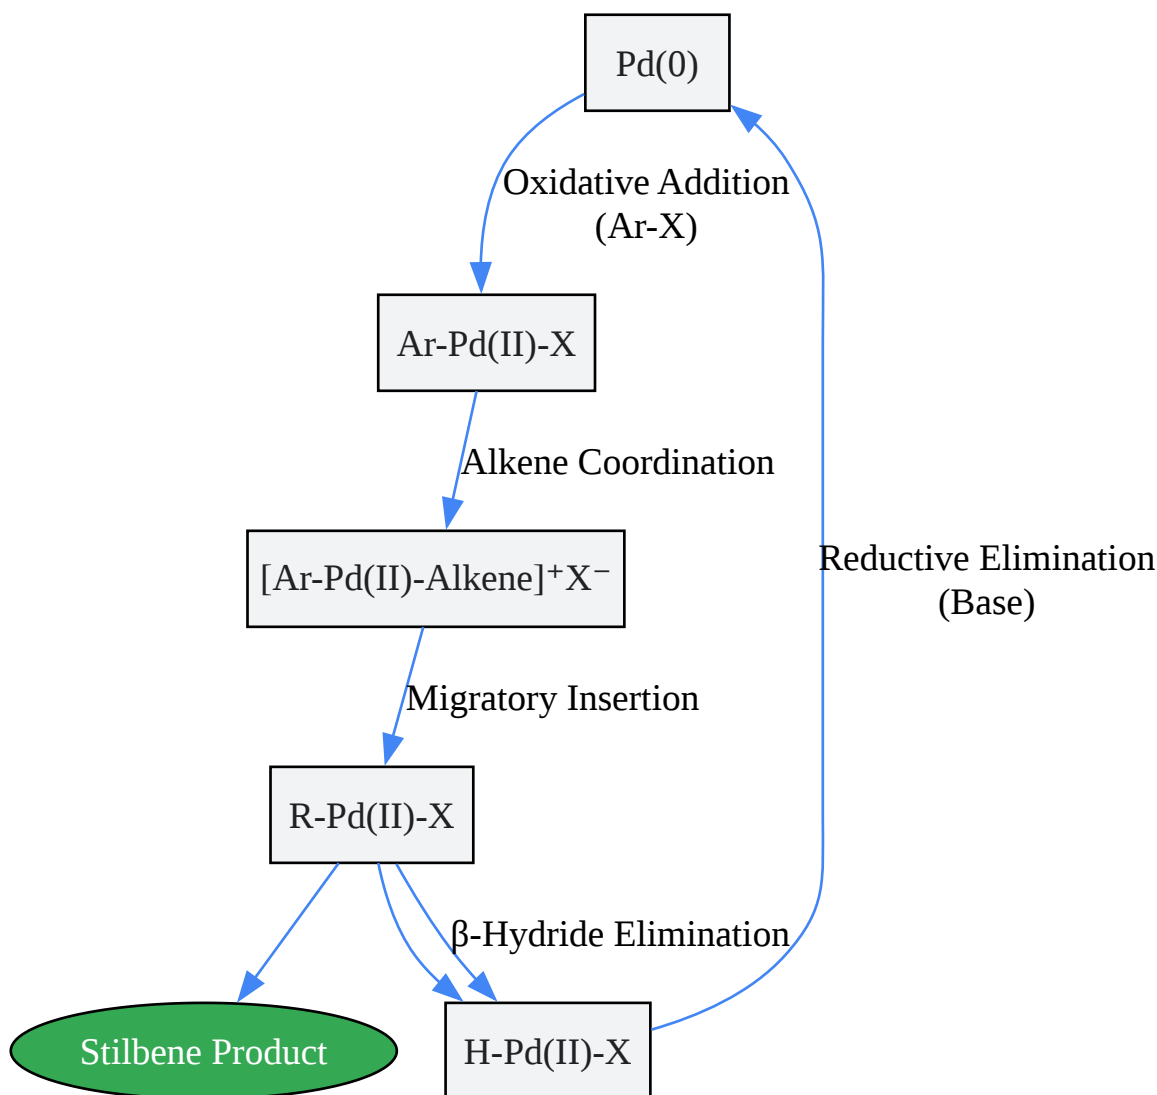 Pd(0)
Oxidative Addition
(Ar-X)
Ar-Pd(II)-X
Alkene Coordination
[Ar-Pd(II)-Alkene]⁺X⁻
Reductive Elimination
(Base)
Migratory Insertion
R-Pd(II)-X
β-Hydride Elimination
Stilbene Product
H-Pd(II)-X